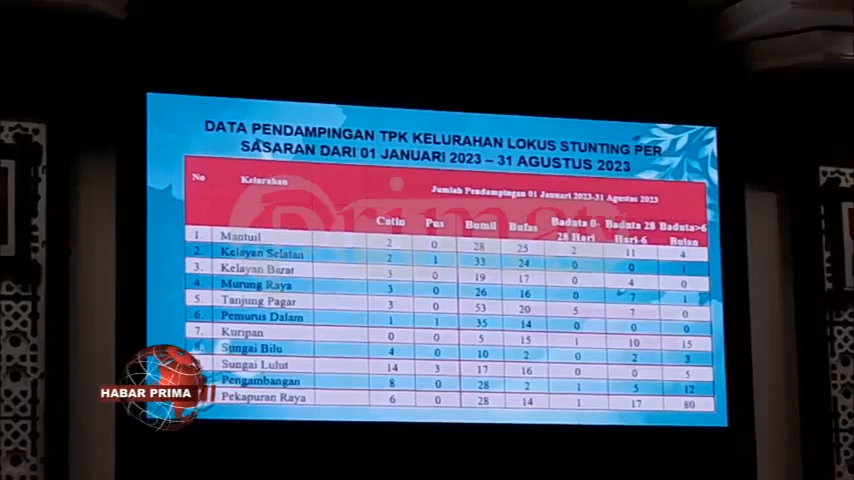 DATA PENDAMPINGAN TPK KELURAHAN LOKUS STUNTING PER
SASARAN DARI 01 JANUARI 2023 – 31 AGUSTUS 2023
No Kelurahan Jumlah Pendampingan 01 Januari 2023-31 Agustus 2023
Catin Pus Bumil Bufas Baduta 0-28 Hari Baduta 28 Hari-6 Baduta>6 Bulan
1. Mantuil 2 0 28 25 2 11 4
2. Kelayan Selatan 2 1 33 24 0 0 1
3. Kelayan Barat 3 0 19 17 0 4 0
4. Murung Raya 3 0 26 16 0 7 1
5. Tanjung Pagar 3 0 53 20 5 7 0
6. Pemurus Dalam 1 1 35 14 0 0 0
7. Kuripan 0 0 5 15 1 10 15
8. Sungai Bilu 4 0 10 2 0 2 3
Sungai Lulut 14 3 17 16 0 0 5
Pengambangan 8 0 28 2 1 5 12
Pekapuran Raya 6 0 28 14 1 17 80
HABAR PRIMA